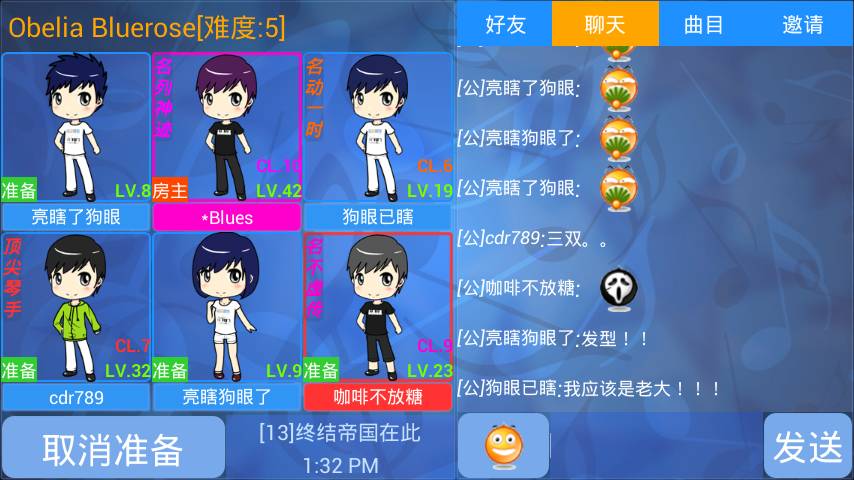 Obelia Bluerose[难度:5]
名列神迹
名动一时
CL.10
CL.6
准备
LV.8
房主
LV.42
LV.19
亮瞎了狗眼
*Blues
狗眼已瞎
顶尖琴手
名不虚传
CL.7
CL.9
准备
LV.32
准备
LV.9
准备
LV.23
cdr789
亮瞎狗眼了
咖啡不放糖
取消准备
[13]终结帝国在此
1:32 PM
好友
聊天
曲目
邀请
[公]亮瞎了狗眼:
[公]亮瞎狗眼了:
[公]亮瞎了狗眼:
[公]cdr789:三双。。
[公]咖啡不放糖:
[公]亮瞎狗眼了:发型！！
[公]狗眼已瞎:我应该是老大！！！
发送